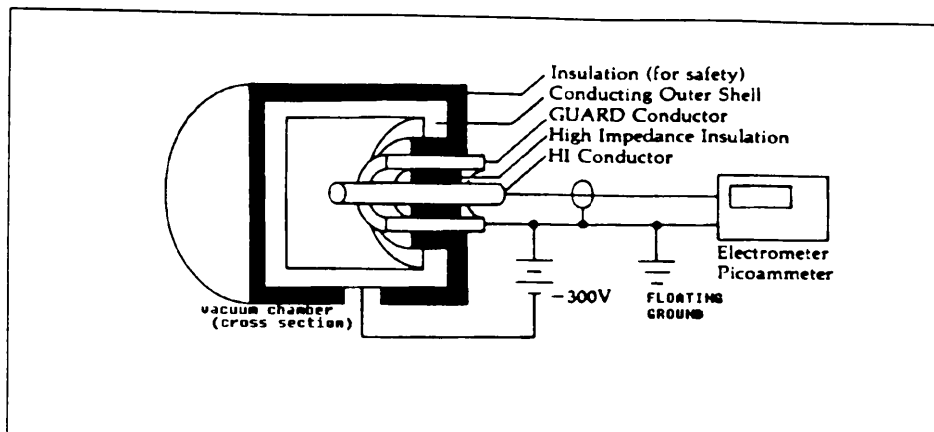 Insulation (for safety)
Conducting Outer Shell
GUARD Conductor
High Impedance Insulation
HI Conductor
Electrometer
Picoammeter
-300V
FLOATING
GROUND
vacuum chamber
(cross section)